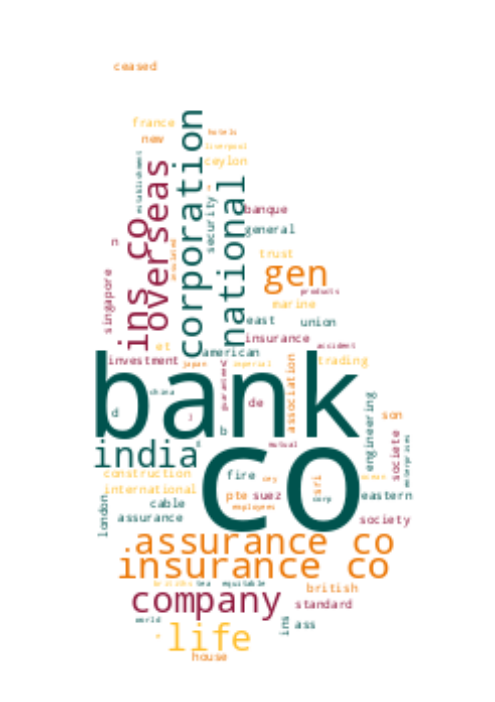 ceased
france
new
hotels
liverpool
ceylon
establishment
corporation
overseas
ins co
national
security
banque
general
n
singapore
trust
gen
products
marine
east
union
insurance
accident
et
american
investment
japan
imperial
trading
guarantee
association
bank
china
d
de
b
son
engineering
societe
enterprises
india
co
mutual
construction
international
fire
pte
suez
sri
corp
eastern
employees
london
cable
assurance
society
.assurance co
insurance co
tea
equitable
british
company
standard
world
ins
ass
life
house